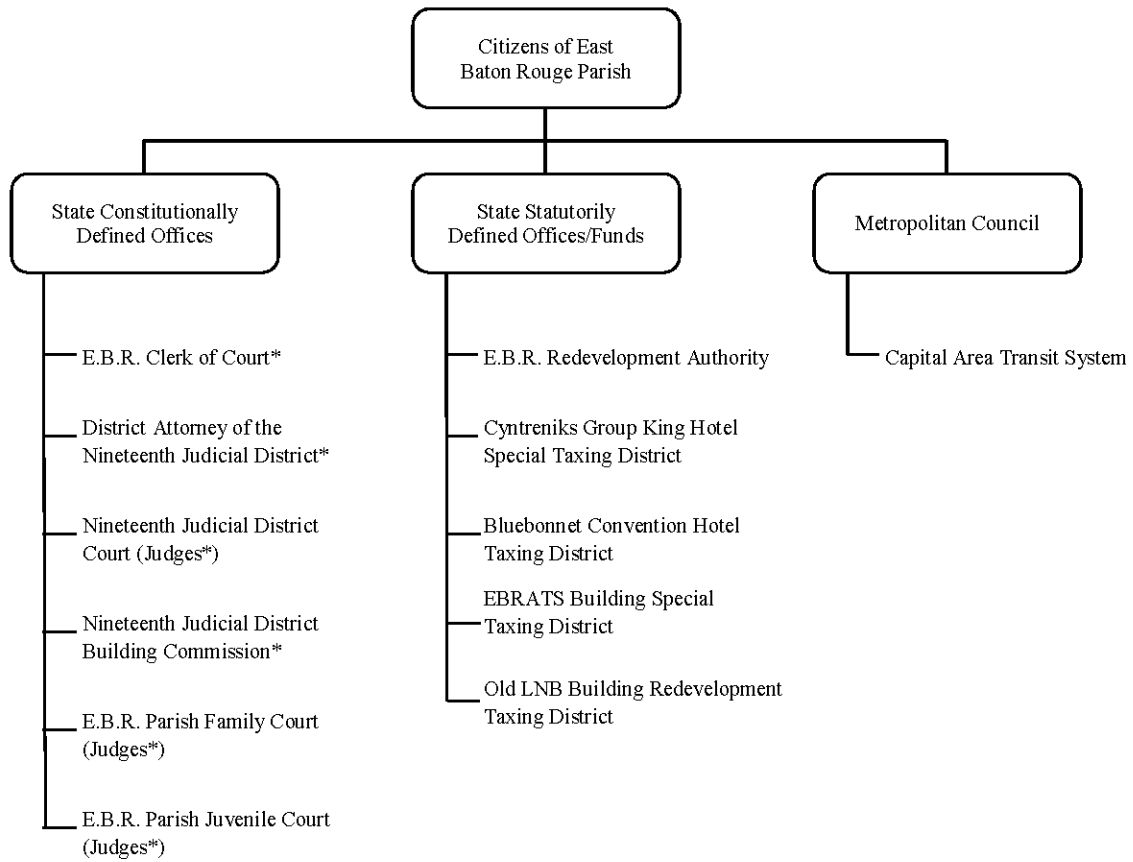 Citizens of East
Baton Rouge Parish
State Constitutionally
Defined Offices
State Statutorily
Defined Offices/Funds
Metropolitan Council
E.B.R. Clerk of Court*
District Attorney of the
Nineteenth Judicial District*
Nineteenth Judicial District
Court (Judges*)
Nineteenth Judicial District
Building Commission*
E.B.R. Parish Family Court
(Judges*)
E.B.R. Parish Juvenile Court
(Judges*)
E.B.R. Redevelopment Authority
Cyntreniks Group King Hotel
Special Taxing District
Bluebonnet Convention Hotel
Taxing District
EBRATS Building Special
Taxing District
Old LNB Building Redevelopment
Taxing District
Capital Area Transit System